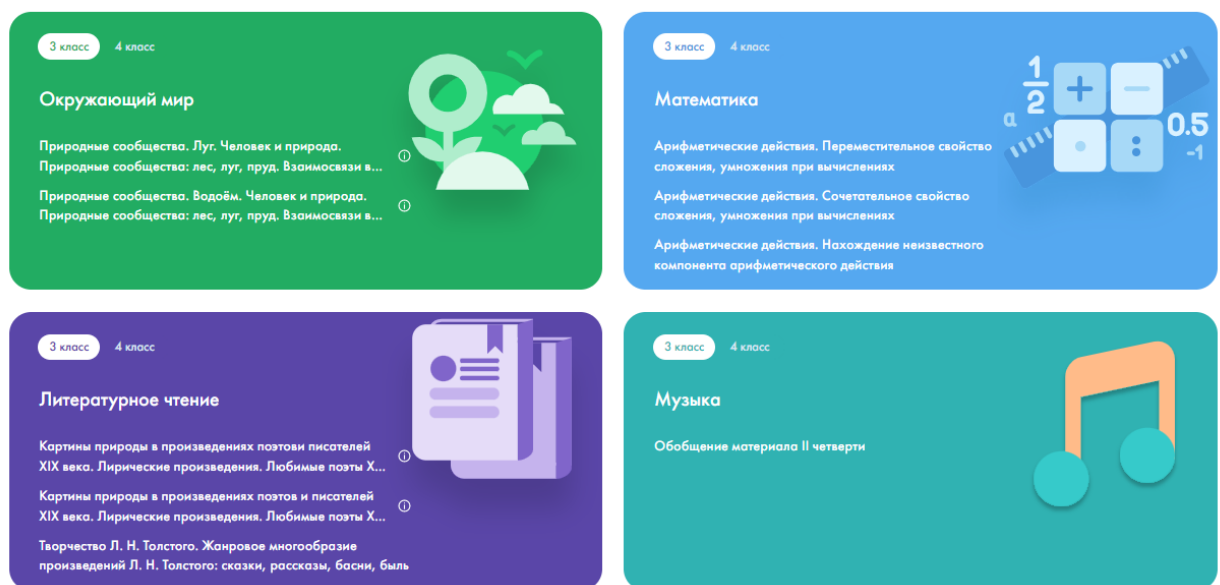 3 класс 4 класс
Окружающий мир
Природные сообщества. Луг. Человек и природа.
Природные сообщества: лес, луг, пруд. Взаимосвязи в...
Природные сообщества. Водоём. Человек и природа.
Природные сообщества: лес, луг, пруд. Взаимосвязи в...
3 класс 4 класс
Математика
Арифметические действия. Переместительное свойство
сложения, умножения при вычислениях
Арифметические действия. Сочетательное свойство
сложения, умножения при вычислениях
Арифметические действия. Нахождение неизвестного
компонента арифметического действия
1
2
+ −
a
0.5
-1
· :
3 класс 4 класс
Литературное чтение
Картины природы в произведениях поэтови писателей
XIX века. Лирические произведения. Любимые поэты X...
Картины природы в произведениях поэтов и писателей
XIX века. Лирические произведения. Любимые поэты X...
Творчество Л. Н. Толстого. Жанровое многообразие
произведений Л. Н. Толстого: сказки, рассказы, басни, быль
3 класс 4 класс
Музыка
Обобщение материала II четверти